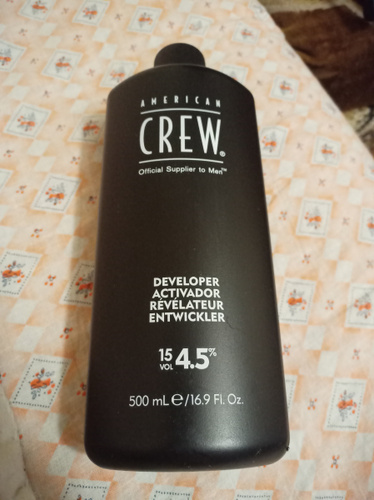 AMERICAN
CREW®
Official Supplier to Men™
DEVELOPER
ACTIVADOR
RÉVÉLATEUR
ENTWICKLER
15 VOL 4.5%
500 mL ℮/16.9 Fl. Oz.